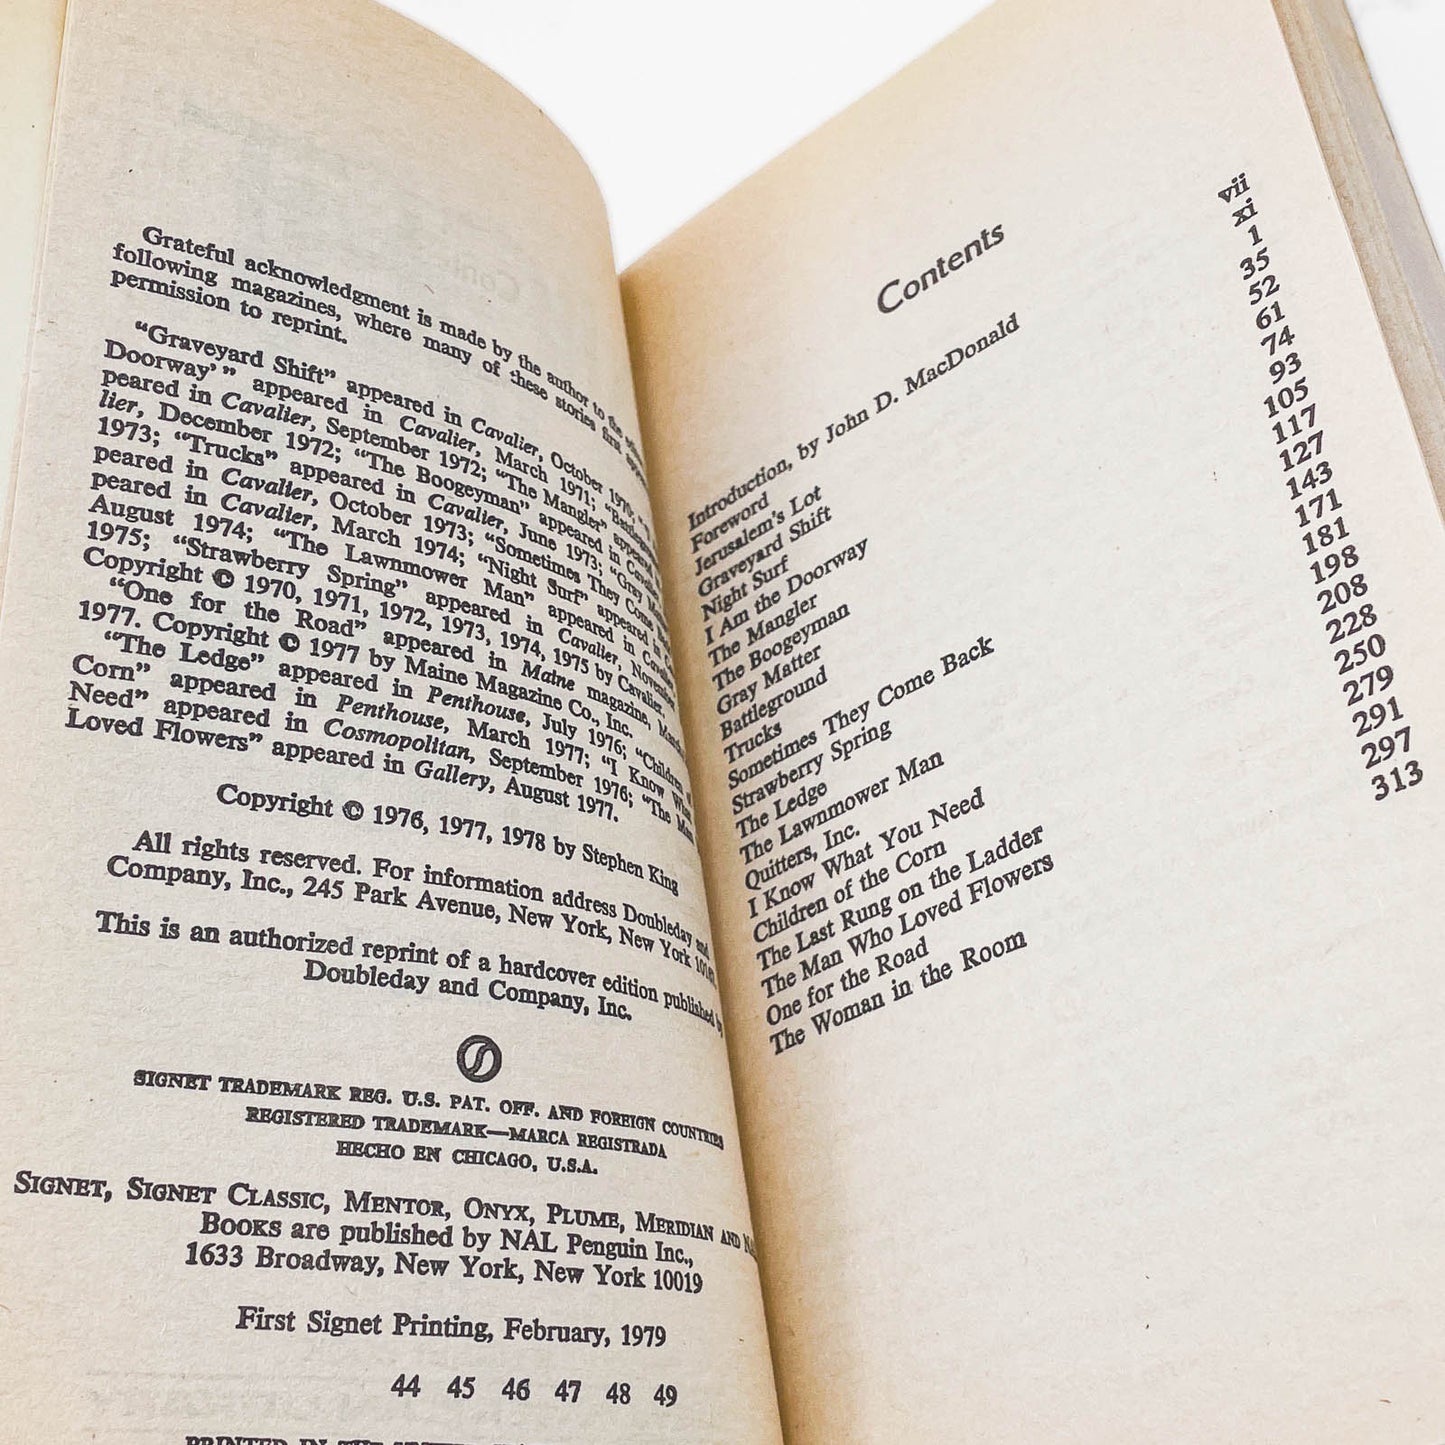 Grateful acknowledgment is made by the author to the
following magazines, where many of these stories first
permission to reprint.
"Graveyard Shift" appeared in Cavalier, October 1970;
Doorway'" appeared in Cavalier, March 1971;
peared in Cavalier, September 1972; "The Mangler"
lier, December 1972; "The Boogeyman" appeared in
1973; "Trucks" appeared in Cavalier, June 1973; "Gray
peared in Cavalier, October 1973; "Sometimes They Come
peared in Cavalier, March 1974; "Night Surf" appeared in
August 1974; "The Lawnmower Man" appeared in
1975; "Strawberry Spring" appeared in Cavalier, November
Copyright © 1970, 1971, 1972, 1973, 1974, 1975 by Cavalier.
"One for the Road" appeared in Maine magazine,
1977. Copyright © 1977 by Maine Magazine Co., Inc.
"The Ledge" appeared in Penthouse, July 1976; "Children of
Corn" appeared in Penthouse, March 1977; "I Know What
Need" appeared in Cosmopolitan, September 1976; "The Man
Loved Flowers" appeared in Gallery, August 1977.
Copyright © 1976, 1977, 1978 by Stephen King
All rights reserved. For information address Doubleday and
Company, Inc., 245 Park Avenue, New York, New York
This is an authorized reprint of a hardcover edition published by
Doubleday and Company, Inc.
SIGNET TRADEMARK REG. U.S. PAT. OFF. AND FOREIGN COUNTRIES
REGISTERED TRADEMARK—MARCA REGISTRADA
HECHO EN CHICAGO, U.S.A.
SIGNET, SIGNET CLASSIC, MENTOR, ONYX, PLUME, MERIDIAN AND
BOOKS are published by NAL Penguin Inc.,
1633 Broadway, New York, New York 10019
First Signet Printing, February, 1979
44 45 46 47 48 49
PRINTED IN THE
Contents
Introduction, by John D. MacDonald vii
Foreword xi
Jerusalem's Lot 1
Graveyard Shift 35
Night Surf 52
I Am the Doorway 61
The Mangler 74
The Boogeyman 93
Gray Matter 105
Battleground 117
Trucks 127
Sometimes They Come Back 143
Strawberry Spring 171
The Ledge 181
The Lawnmower Man 198
Quitters, Inc. 208
I Know What You Need 228
Children of the Corn 250
The Last Rung on the Ladder 279
The Man Who Loved Flowers 291
One for the Road 297
The Woman in the Room 313